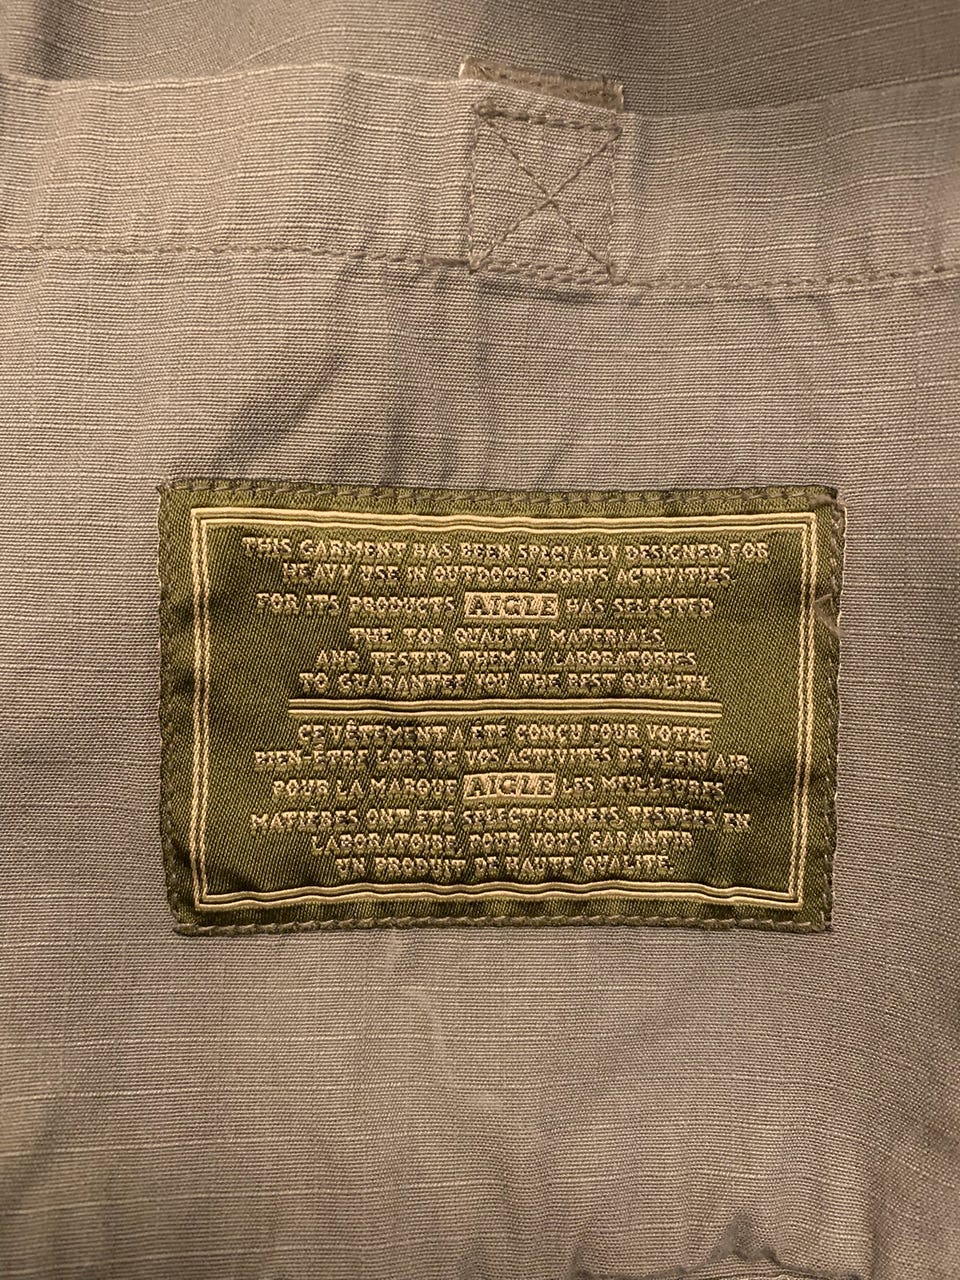 THIS GARMENT HAS BEEN SPECIALLY DESIGNED FOR
HEAVY USE IN OUTDOOR SPORTS ACTIVITIES
FOR ITS PRODUCTS AIGLE HAS SELECTED
THE TOP QUALITY MATERIALS
AND TESTED THEM IN LABORATORIES
TO GUARANTEE YOU THE BEST QUALITY
CE VÊTEMENT A ÉTÉ CONÇU POUR VOTRE
BIEN-ÊTRE LORS DE VOS ACTIVITES DE PLEIN AIR
POUR LA MARQUE AIGLE LES MEILLEURES
MATIÈRES ONT ÉTÉ SÉLECTIONNÉES TESTÉES EN
LABORATOIRE, POUR VOUS GARANTIR
UN PRODUIT DE HAUTE QUALITÉ.